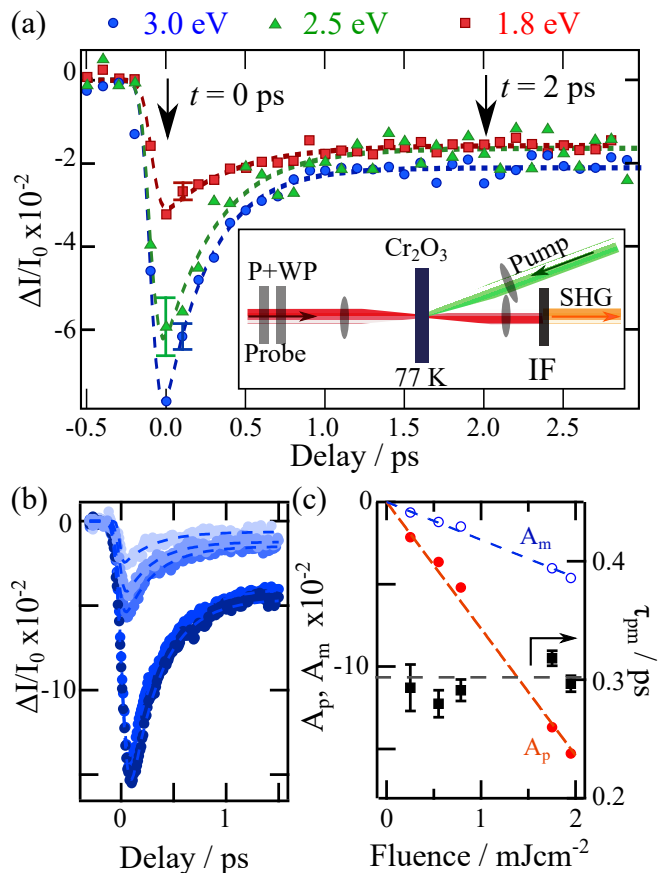 (a) 3.0 eV 2.5 eV 1.8 eV
0
-2
-4
-6
ΔI/I₀ x10⁻²
t = 0 ps
t = 2 ps
Cr₂O₃
P+WP
Pump
SHG
Probe
77 K
IF
-0.5 0.0 0.5 1.0 1.5 2.0 2.5
Delay / ps
(b)
0
-10
ΔI/I₀ x10⁻²
0 1
Delay / ps
(c)
0
-10
Aₚ, Aₘ x10⁻²
Aₘ
Aₚ
0.4
0.3
0.2
τₚₘ / ps
0 1 2
Fluence / mJcm⁻²